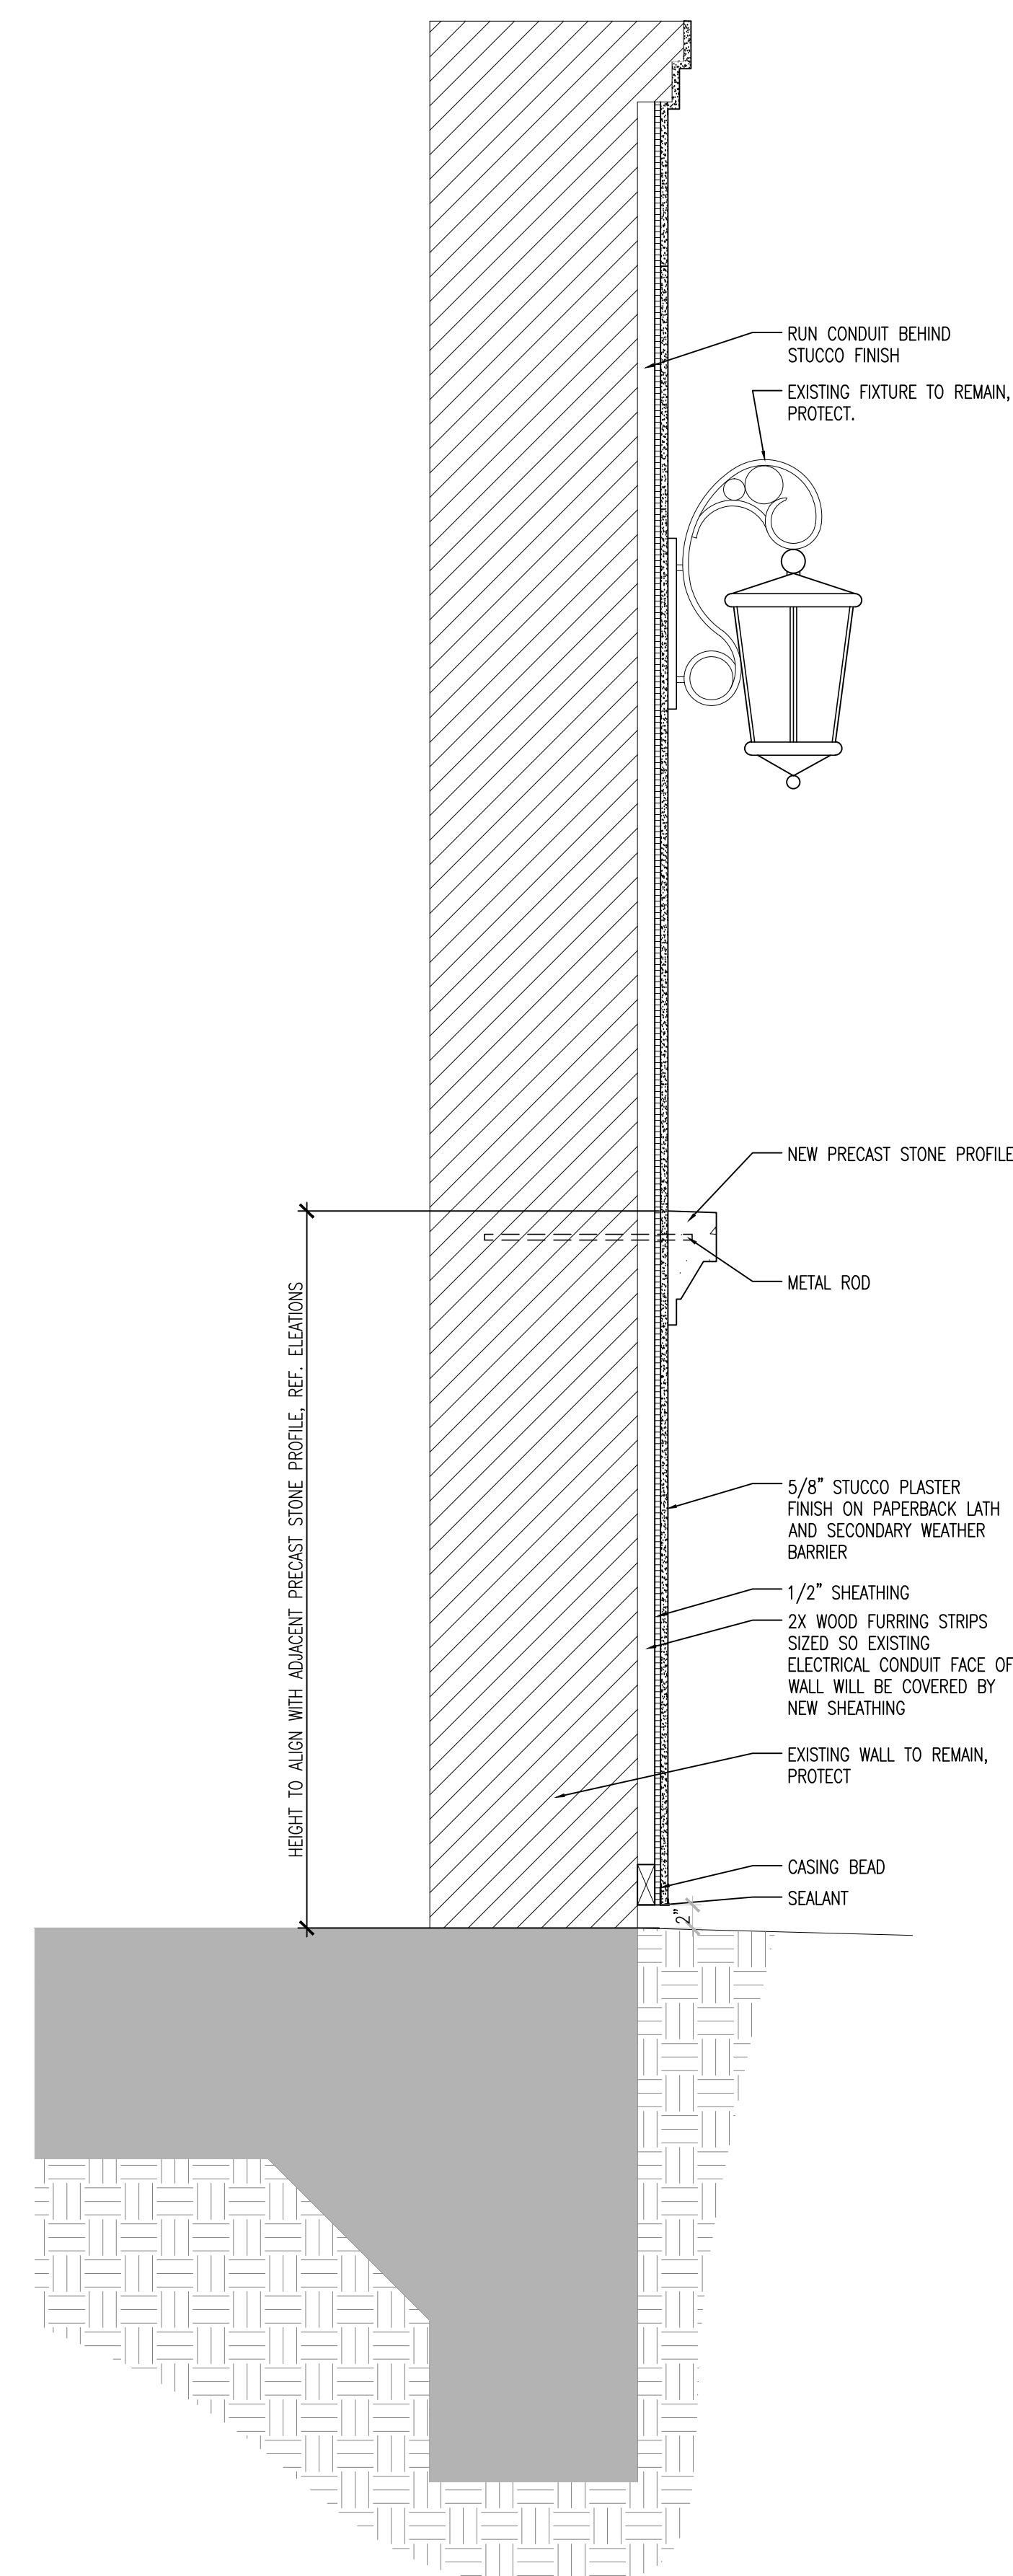 RUN CONDUIT BEHIND
STUCCO FINISH
EXISTING FIXTURE TO REMAIN,
PROTECT.
NEW PRECAST STONE PROFILE
METAL ROD
HEIGHT TO ALIGN WITH ADJACENT PRECAST STONE PROFILE, REF. ELEATIONS
5/8" STUCCO PLASTER
FINISH ON PAPERBACK LATH
AND SECONDARY WEATHER
BARRIER
1/2" SHEATHING
2X WOOD FURRING STRIPS
SIZED SO EXISTING
ELECTRICAL CONDUIT FACE OF
WALL WILL BE COVERED BY
NEW SHEATHING
EXISTING WALL TO REMAIN,
PROTECT
CASING BEAD
SEALANT
2"